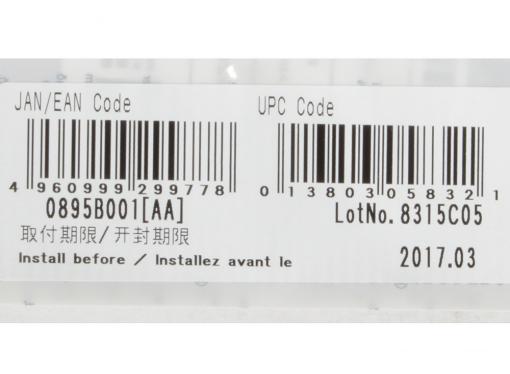 JAN/EAN Code
UPC Code
4 960999 299778
0 13803 05832 1
0895B001[AA]
LotNo. 8315C05
取付期限/开封期限
Install before / Installez avant le
2017.03